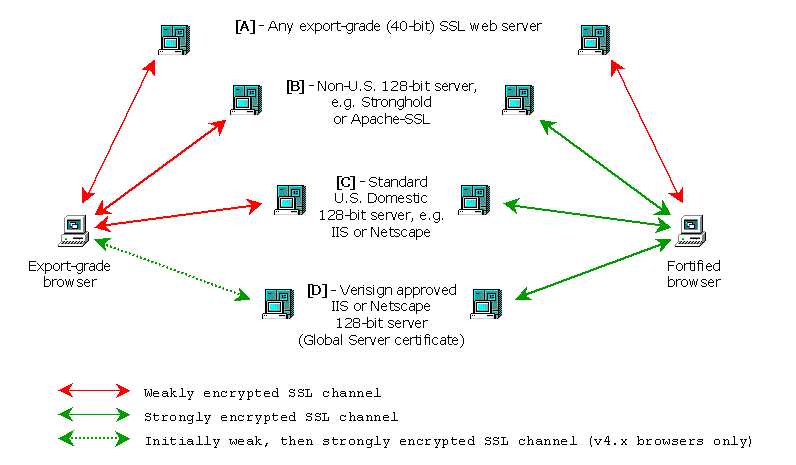 [A] - Any export-grade (40-bit) SSL web server
[B] - Non-U.S. 128-bit server,
e.g. Stronghold
or Apache-SSL
[C] - Standard
U.S. Domestic
128-bit server, e.g.
IIS or Netscape
Export-grade
browser
Fortified
browser
[D] - Verisign approved
IIS or Netscape
128-bit server
(Global Server certificate)
Weakly encrypted SSL channel
Strongly encrypted SSL channel
Initially weak, then strongly encrypted SSL channel (v4.x browsers only)